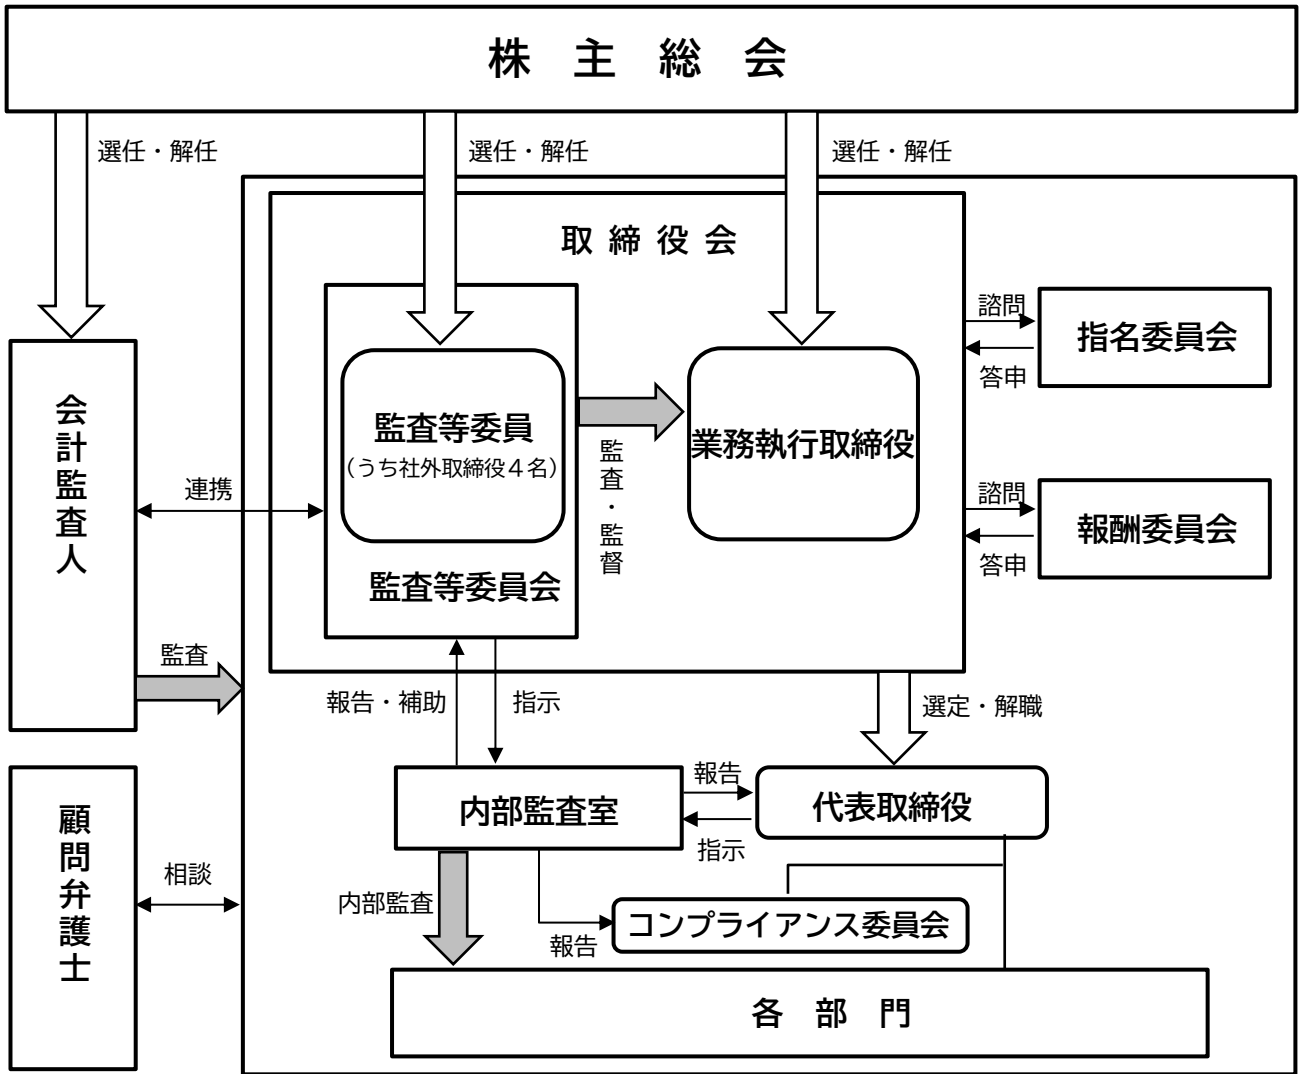 株主総会
選任・解任
選任・解任
選任・解任
取締役会
諮問
指名委員会
答申
会計監査人
監査等委員
（うち社外取締役４名）
監査・監督
業務執行取締役
連携
諮問
報酬委員会
答申
監査等委員会
監査
報告・補助
指示
選定・解職
顧問弁護士
内部監査室
報告
代表取締役
指示
相談
内部監査
報告
コンプライアンス委員会
各部門